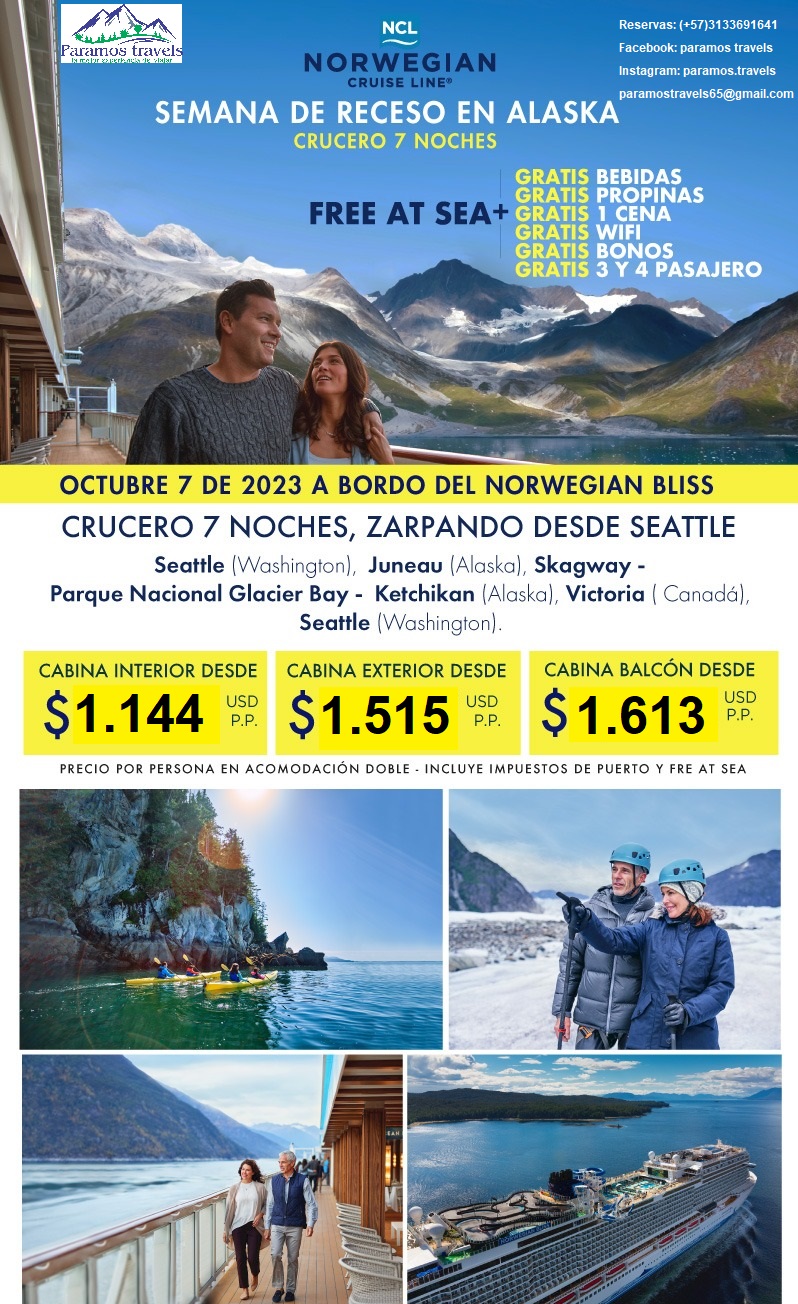 Paramos travels
la mejor experiencia de viajar
Reservas: (+57)3133691641
Facebook: paramos travels
Instagram: paramos.travels
paramostravels65@gmail.com
NCL
NORWEGIAN
CRUISE LINE®
SEMANA DE RECESO EN ALASKA
CRUCERO 7 NOCHES
FREE AT SEA+
GRATIS BEBIDAS
GRATIS PROPINAS
GRATIS 1 CENA
GRATIS WIFI
GRATIS BONOS
GRATIS 3 Y 4 PASAJERO
OCTUBRE 7 DE 2023 A BORDO DEL NORWEGIAN BLISS
CRUCERO 7 NOCHES, ZARPANDO DESDE SEATTLE
Seattle (Washington), Juneau (Alaska), Skagway -
Parque Nacional Glacier Bay - Ketchikan (Alaska), Victoria ( Canadá),
Seattle (Washington).
CABINA INTERIOR DESDE
$1.144 USD P.P.
CABINA EXTERIOR DESDE
$1.515 USD P.P.
CABINA BALCÓN DESDE
$1.613 USD P.P.
PRECIO POR PERSONA EN ACOMODACIÓN DOBLE - INCLUYE IMPUESTOS DE PUERTO Y FRE AT SEA